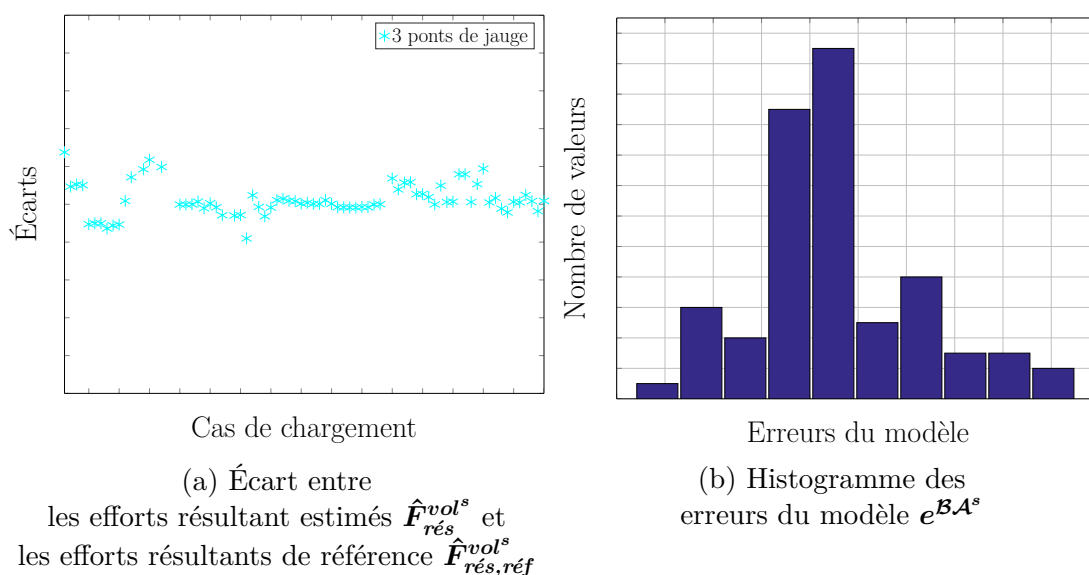 3 ponts de jauge
Écarts
Cas de chargement
(a) Écart entre
les efforts résultant estimés F̂^{vol^s}_{rés} et
les efforts résultants de référence F̂^{vol^s}_{rés,réf}
Nombre de valeurs
Erreurs du modèle
(b) Histogramme des
erreurs du modèle e^{ℬ𝒜^s}